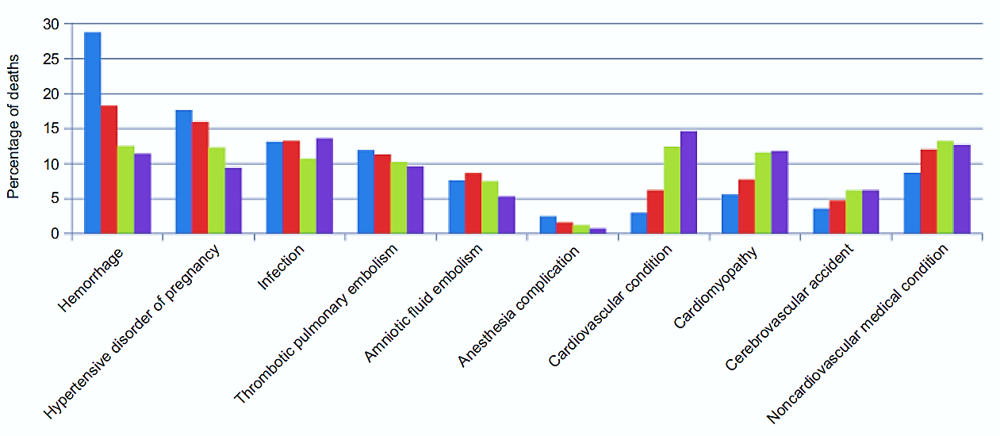 Percentage of deaths
30
25
20
15
10
5
0
Hemorrhage
Hypertensive disorder of pregnancy
Infection
Thrombotic pulmonary embolism
Amniotic fluid embolism
Anesthesia complication
Cardiovascular condition
Cardiomyopathy
Cerebrovascular accident
Noncardiovascular medical condition